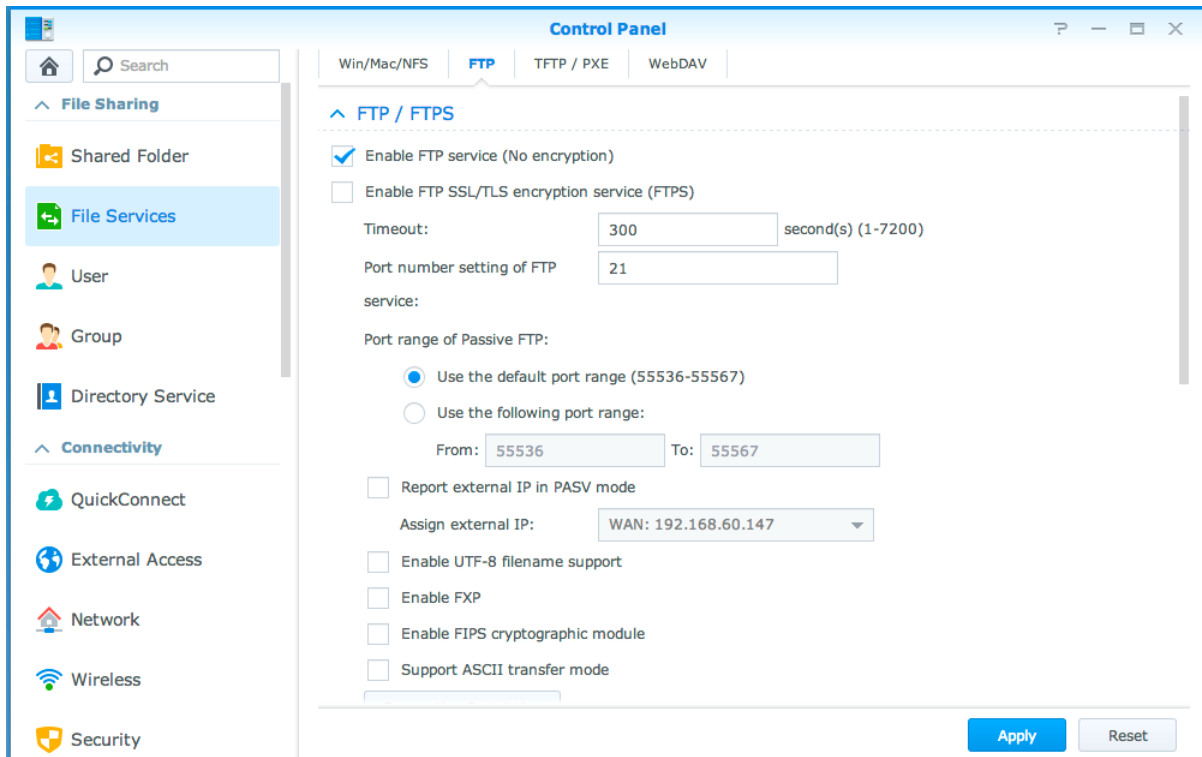 Control Panel
Search
File Sharing
Shared Folder
File Services
User
Group
Directory Service
Connectivity
QuickConnect
External Access
Network
Wireless
Security
Win/Mac/NFS FTP TFTP / PXE WebDAV
FTP / FTPS
Enable FTP service (No encryption)
Enable FTP SSL/TLS encryption service (FTPS)
Timeout: 300 second(s) (1-7200)
Port number setting of FTP 21
service:
Port range of Passive FTP:
Use the default port range (55536-55567)
Use the following port range:
From: 55536 To: 55567
Report external IP in PASV mode
Assign external IP: WAN: 192.168.60.147
Enable UTF-8 filename support
Enable FXP
Enable FIPS cryptographic module
Support ASCII transfer mode
Apply Reset